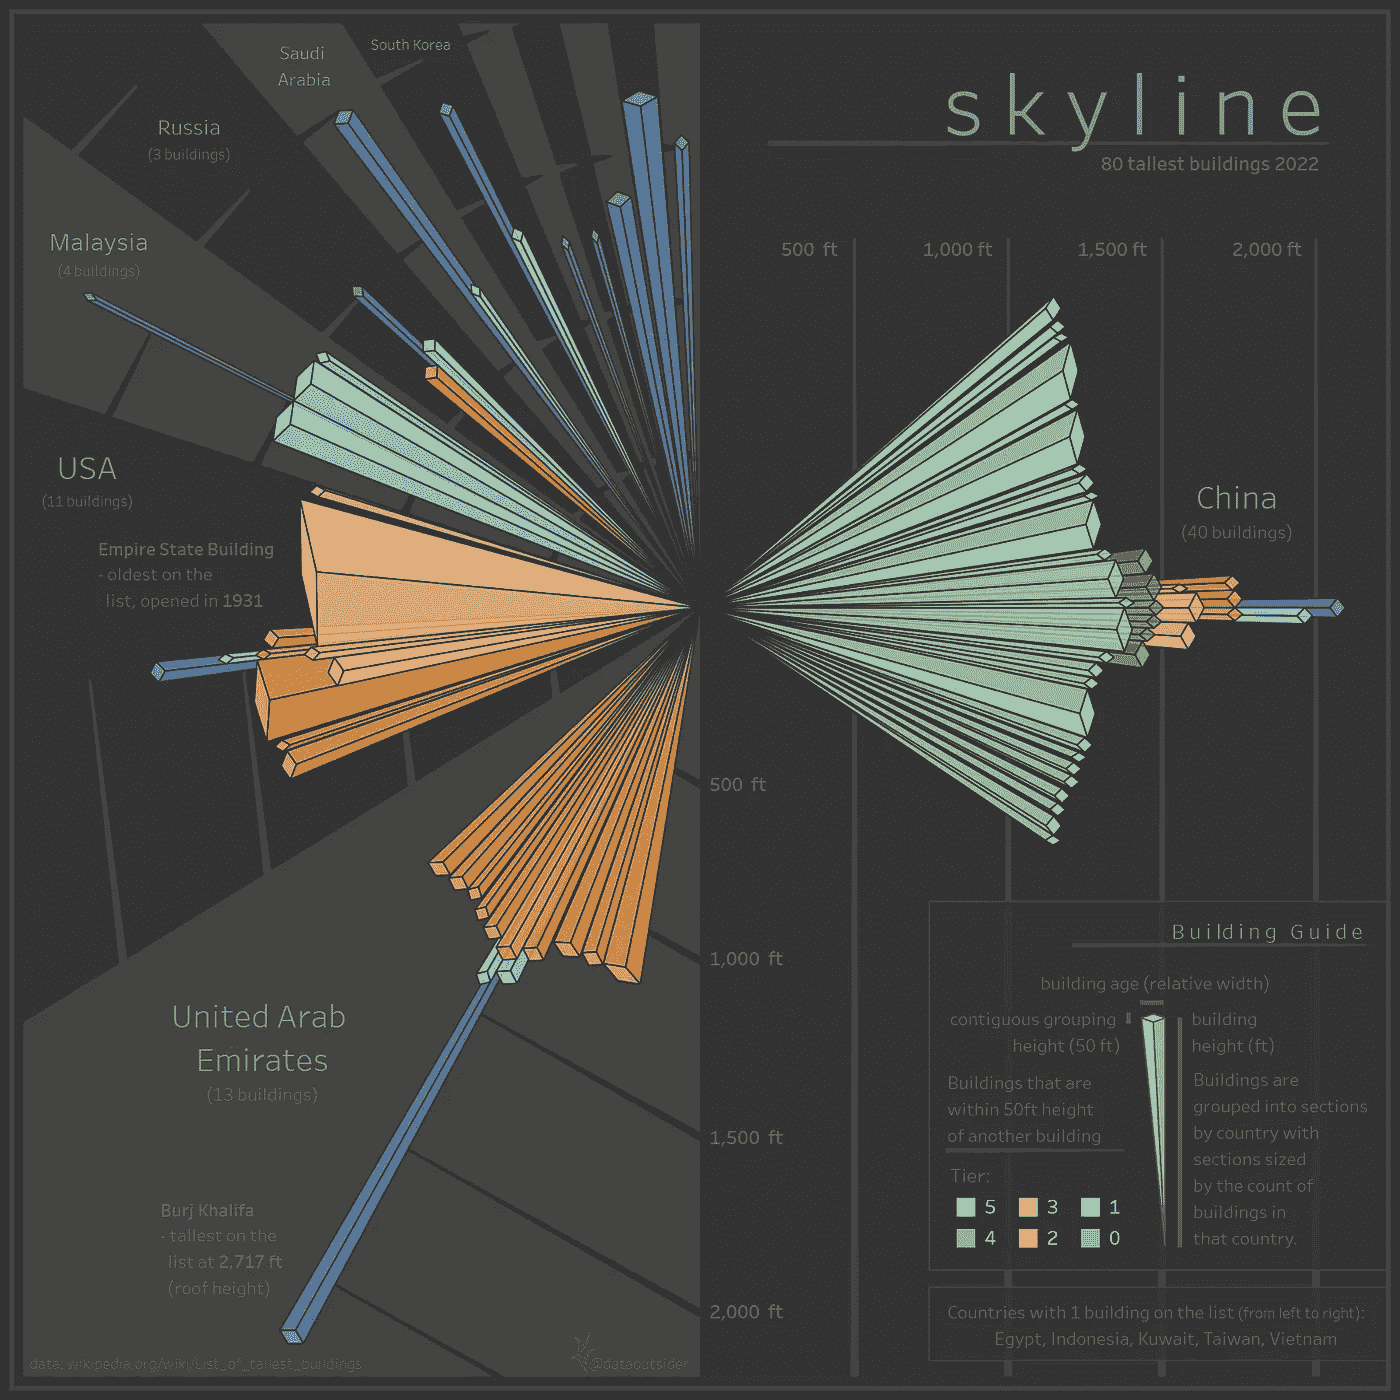 skyline
80 tallest buildings 2022
Saudi
Arabia
South Korea
Russia
(3 buildings)
Malaysia
(4 buildings)
USA
(11 buildings)
Empire State Building
- oldest on the
list, opened in 1931
500 ft
1,000 ft
1,500 ft
2,000 ft
China
(40 buildings)
500 ft
1,000 ft
1,500 ft
2,000 ft
United Arab
Emirates
(13 buildings)
Burj Khalifa
- tallest on the
list at 2,717 ft
(roof height)
data: wikipedia.org/wiki/List_of_tallest_buildings
@dataoutsider
Building Guide
building age (relative width)
contiguous grouping
height (50 ft)
building
height (ft)
Buildings that are
within 50ft height
of another building
Buildings are
grouped into sections
by country with
sections sized
by the count of
buildings in
that country.
Tier:
5 3 1
4 2 0
Countries with 1 building on the list (from left to right):
Egypt, Indonesia, Kuwait, Taiwan, Vietnam